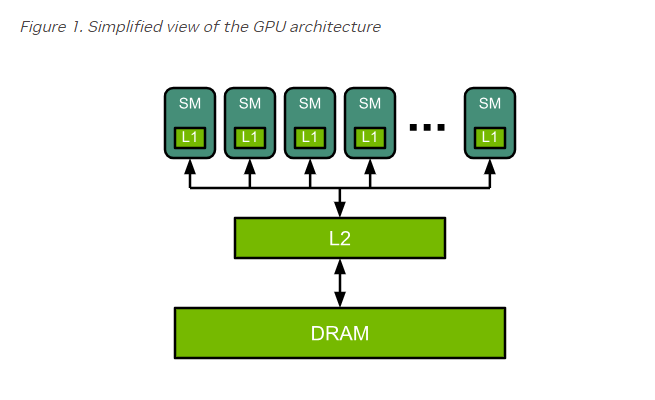 Figure 1. Simplified view of the GPU architecture
SM SM SM SM SM
L1 L1 L1 L1 L1
L2
DRAM